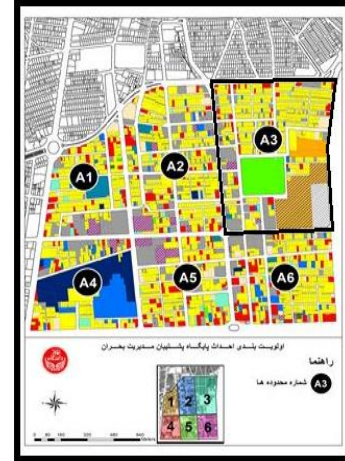 A3
A2
A1
A4
A5
A6
اولویت بندی احداث پایگاه پشتیبان مدیریت بحران
راهنما
A3 شماره محدوده ها
1 2 3
4 5 6